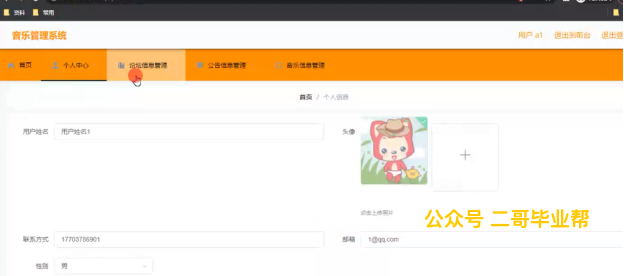 资料 常用
音乐管理系统 用户 a1 退出到前台 退出
首页 个人中心 论坛信息管理 公告信息管理 音乐信息管理
首页 / 个人信息
用户姓名 用户姓名1 头像
点击上传照片
公众号 二哥毕业帮
联系方式 17703786901 邮箱 1@qq.com
性别 男